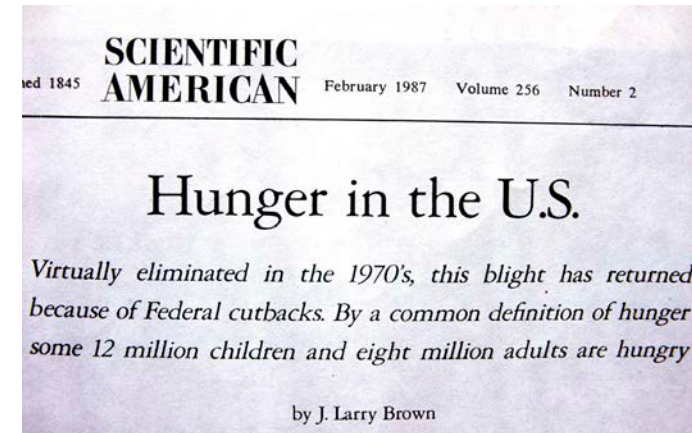 SCIENTIFIC
ned 1845 AMERICAN February 1987 Volume 256 Number 2
Hunger in the U.S.
Virtually eliminated in the 1970's, this blight has returned
because of Federal cutbacks. By a common definition of hunger
some 12 million children and eight million adults are hungry
by J. Larry Brown